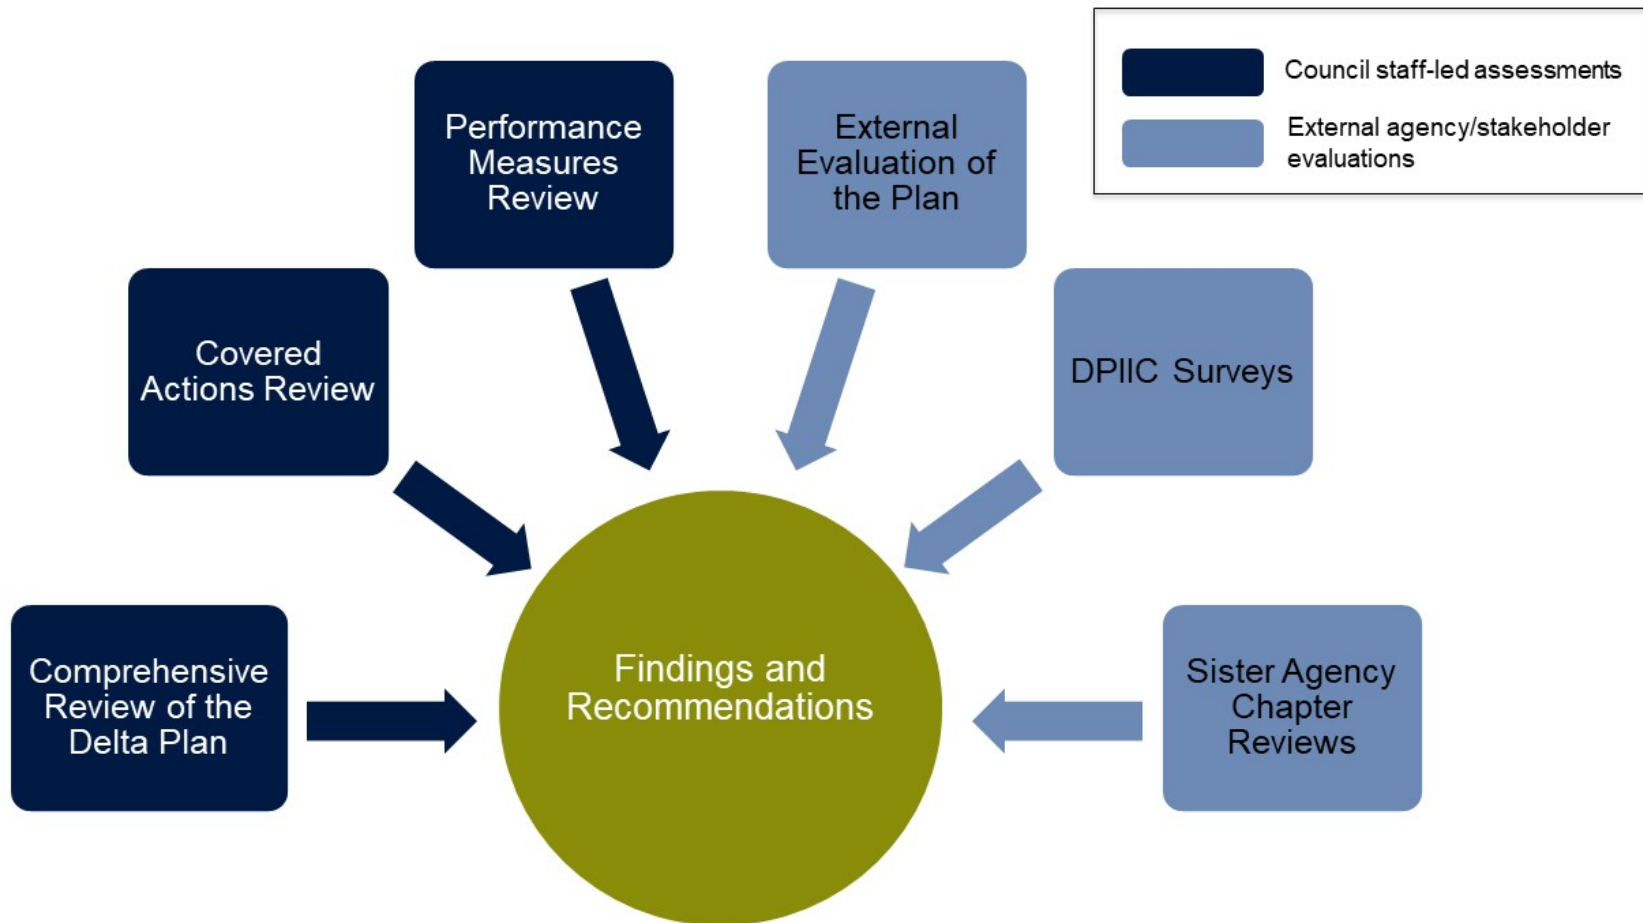 Council staff-led assessments
External agency/stakeholder
evaluations
Performance
Measures
Review
External
Evaluation of
the Plan
Covered
Actions Review
DPIIC Surveys
Comprehensive
Review of the
Delta Plan
Findings and
Recommendations
Sister Agency
Chapter
Reviews